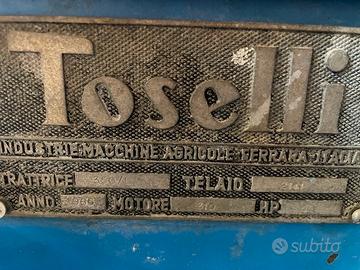 Toselli
INDUSTRIE MACCHINE AGRICOLE FERRARA ITALIA
TRATTRICE TELAIO
ANNO MOTORE HP
subito